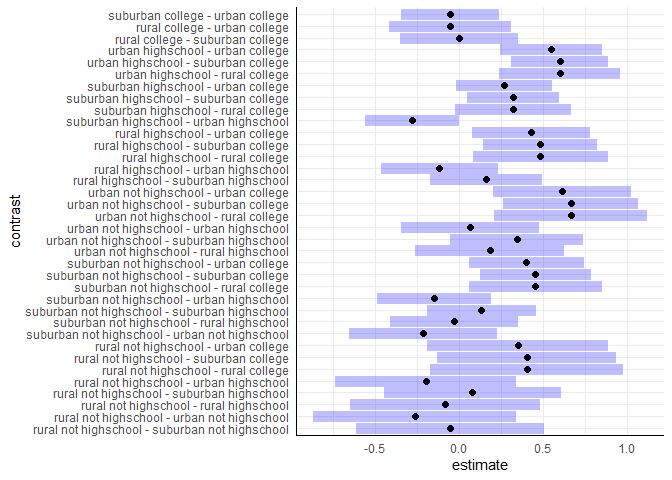 suburban college - urban college
rural college - urban college
rural college - suburban college
urban highschool - urban college
urban highschool - suburban college
urban highschool - rural college
suburban highschool - urban college
suburban highschool - suburban college
suburban highschool - rural college
suburban highschool - urban highschool
rural highschool - urban college
rural highschool - suburban college
rural highschool - rural college
rural highschool - urban highschool
rural highschool - suburban highschool
urban not highschool - urban college
urban not highschool - suburban college
urban not highschool - rural college
urban not highschool - urban highschool
urban not highschool - suburban highschool
urban not highschool - rural highschool
suburban not highschool - urban college
suburban not highschool - suburban college
suburban not highschool - rural college
suburban not highschool - urban highschool
suburban not highschool - suburban highschool
suburban not highschool - rural highschool
suburban not highschool - urban not highschool
rural not highschool - urban college
rural not highschool - suburban college
rural not highschool - rural college
rural not highschool - urban highschool
rural not highschool - suburban highschool
rural not highschool - rural highschool
rural not highschool - urban not highschool
rural not highschool - suburban not highschool
contrast
-0.5 0.0 0.5 1.0
estimate